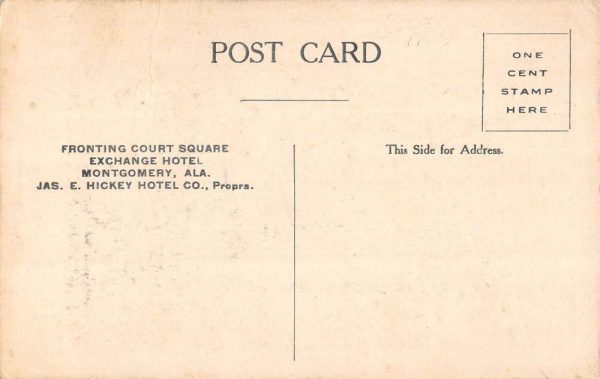 POST CARD
ONE
CENT
STAMP
HERE
FRONTING COURT SQUARE
EXCHANGE HOTEL
MONTGOMERY, ALA.
JAS. E. HICKEY HOTEL CO., Proprs.
This Side for Address.